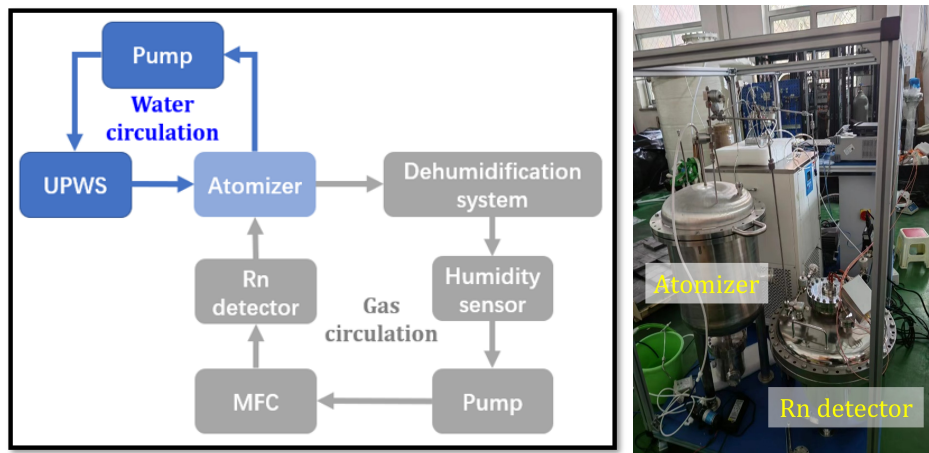 Pump
Water
circulation
UPWS
Atomizer
Dehumidification
system
Rn
detector
Gas
circulation
Humidity
sensor
MFC
Pump
Atomizer
Rn detector